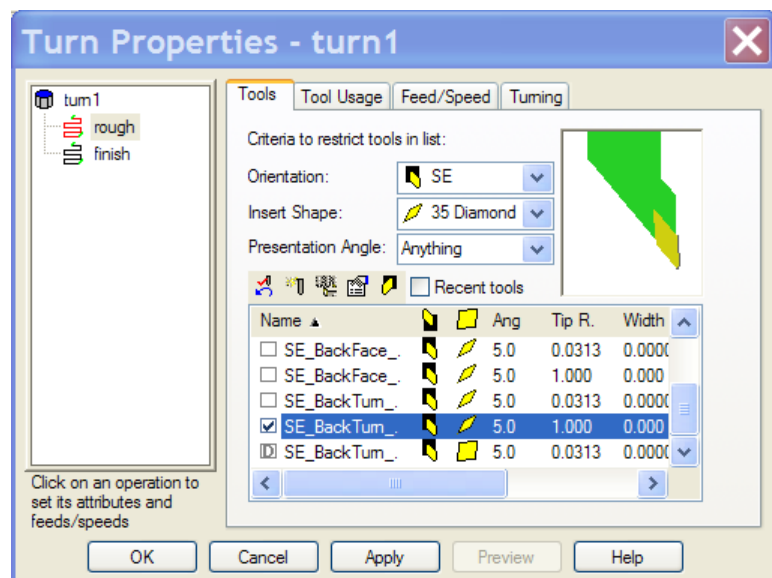 Turn Properties - turn1
turn1
rough
finish
Click on an operation to
set its attributes and
feeds/speeds
Tools Tool Usage Feed/Speed Turning
Criteria to restrict tools in list:
Orientation: SE
Insert Shape: 35 Diamond
Presentation Angle: Anything
Recent tools
Name Ang Tip R. Width
SE_BackFace_. 5.0 0.0313 0.0000
SE_BackFace_. 5.0 1.000 0.000
SE_BackTurn_. 5.0 0.0313 0.0000
SE_BackTurn_. 5.0 1.000 0.000
D SE_BackTurn_. 5.0 0.0313 0.0000
OK Cancel Apply Preview Help